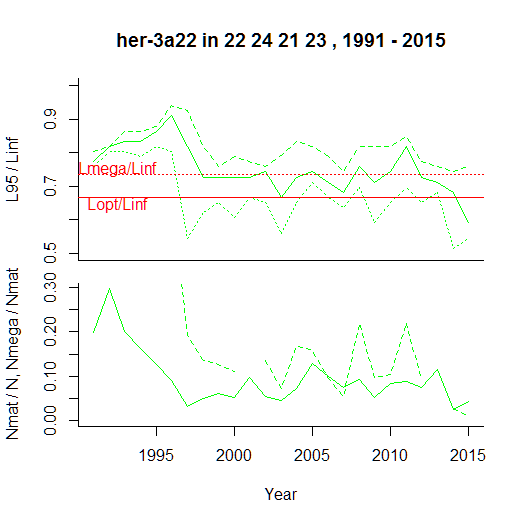 her-3a22 in 22 24 21 23 , 1991 - 2015
L95 / Linf
0.9
0.7
0.5
Lmega/Linf
Lopt/Linf
Nmat / N, Nmega / Nmat
0.30
0.20
0.10
0.00
1995 2000 2005 2010 2015
Year